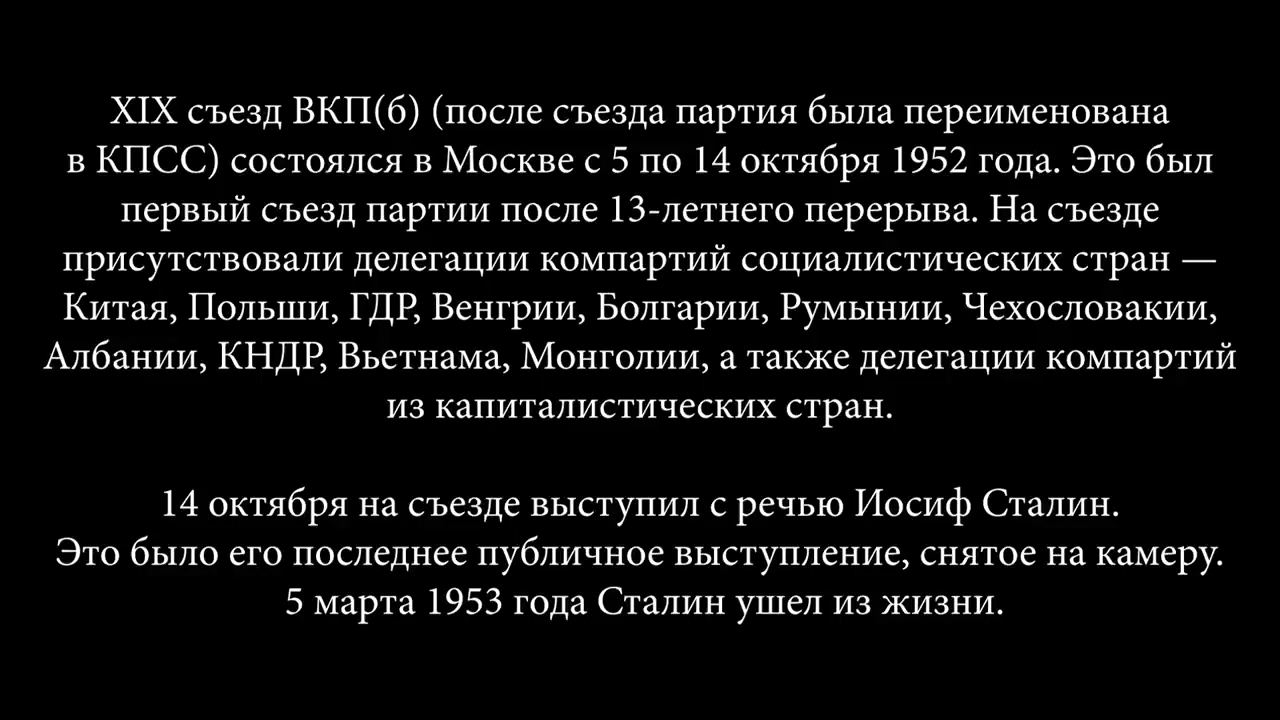 XIX съезд ВКП(б) (после съезда партия была переименована
в КПСС) состоялся в Москве с 5 по 14 октября 1952 года. Это был
первый съезд партии после 13-летнего перерыва. На съезде
присутствовали делегации компартий социалистических стран —
Китая, Польши, ГДР, Венгрии, Болгарии, Румынии, Чехословакии,
Албании, КНДР, Вьетнама, Монголии, а также делегации компартий
из капиталистических стран.
14 октября на съезде выступил с речью Иосиф Сталин.
Это было его последнее публичное выступление, снятое на камеру.
5 марта 1953 года Сталин ушел из жизни.